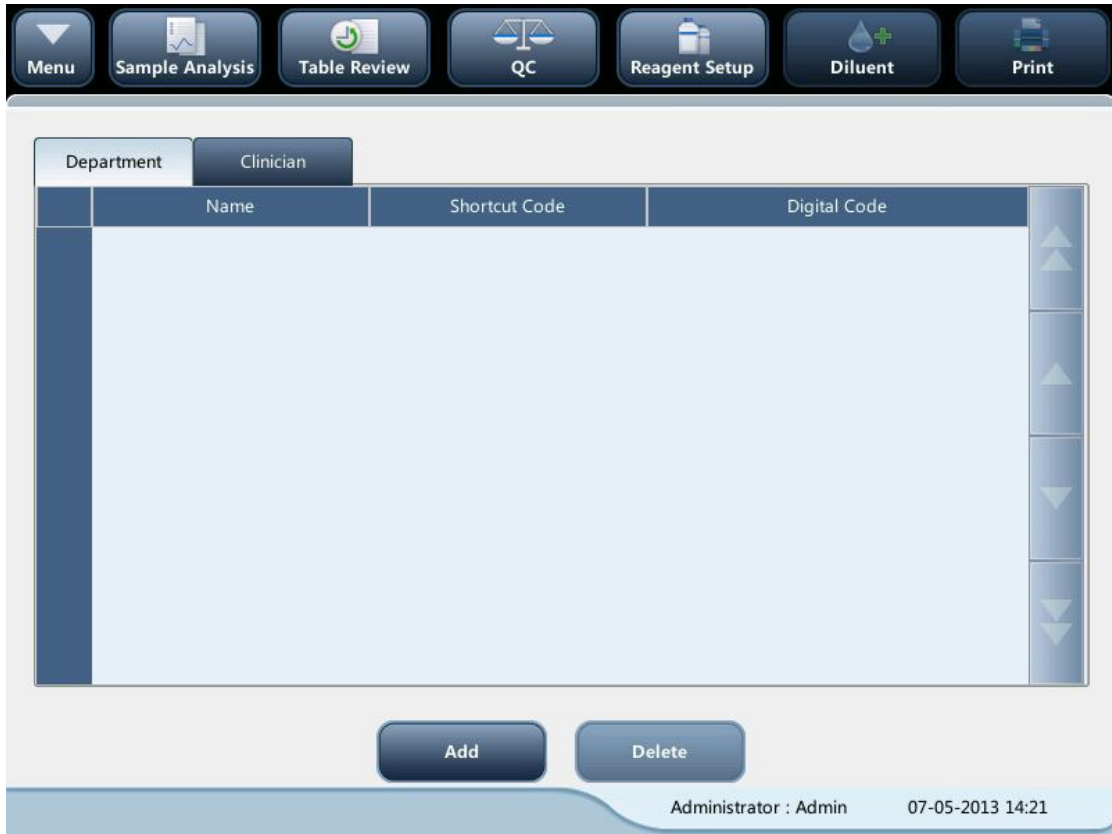 Menu Sample Analysis Table Review QC Reagent Setup Diluent Print
Department Clinician
Name Shortcut Code Digital Code
Add Delete
Administrator : Admin 07-05-2013 14:21